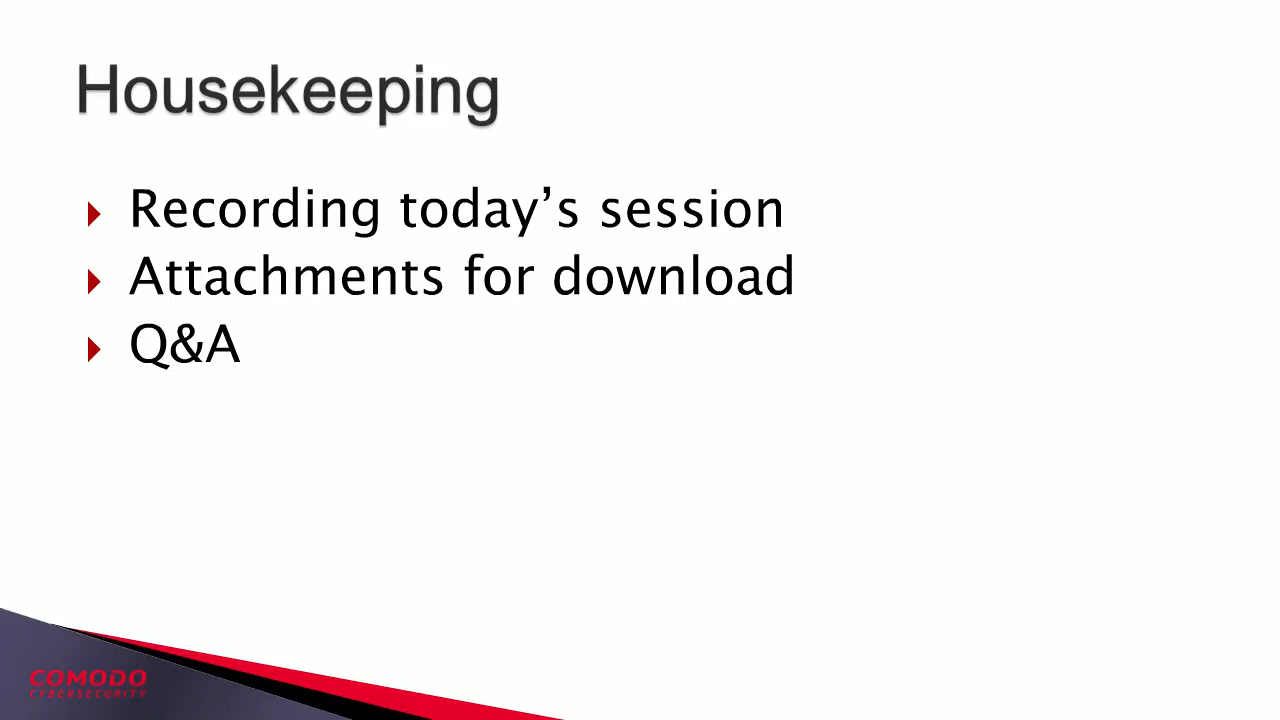 Housekeeping
Recording today’s session
Attachments for download
Q&A
COMODO
CYBERSECURITY